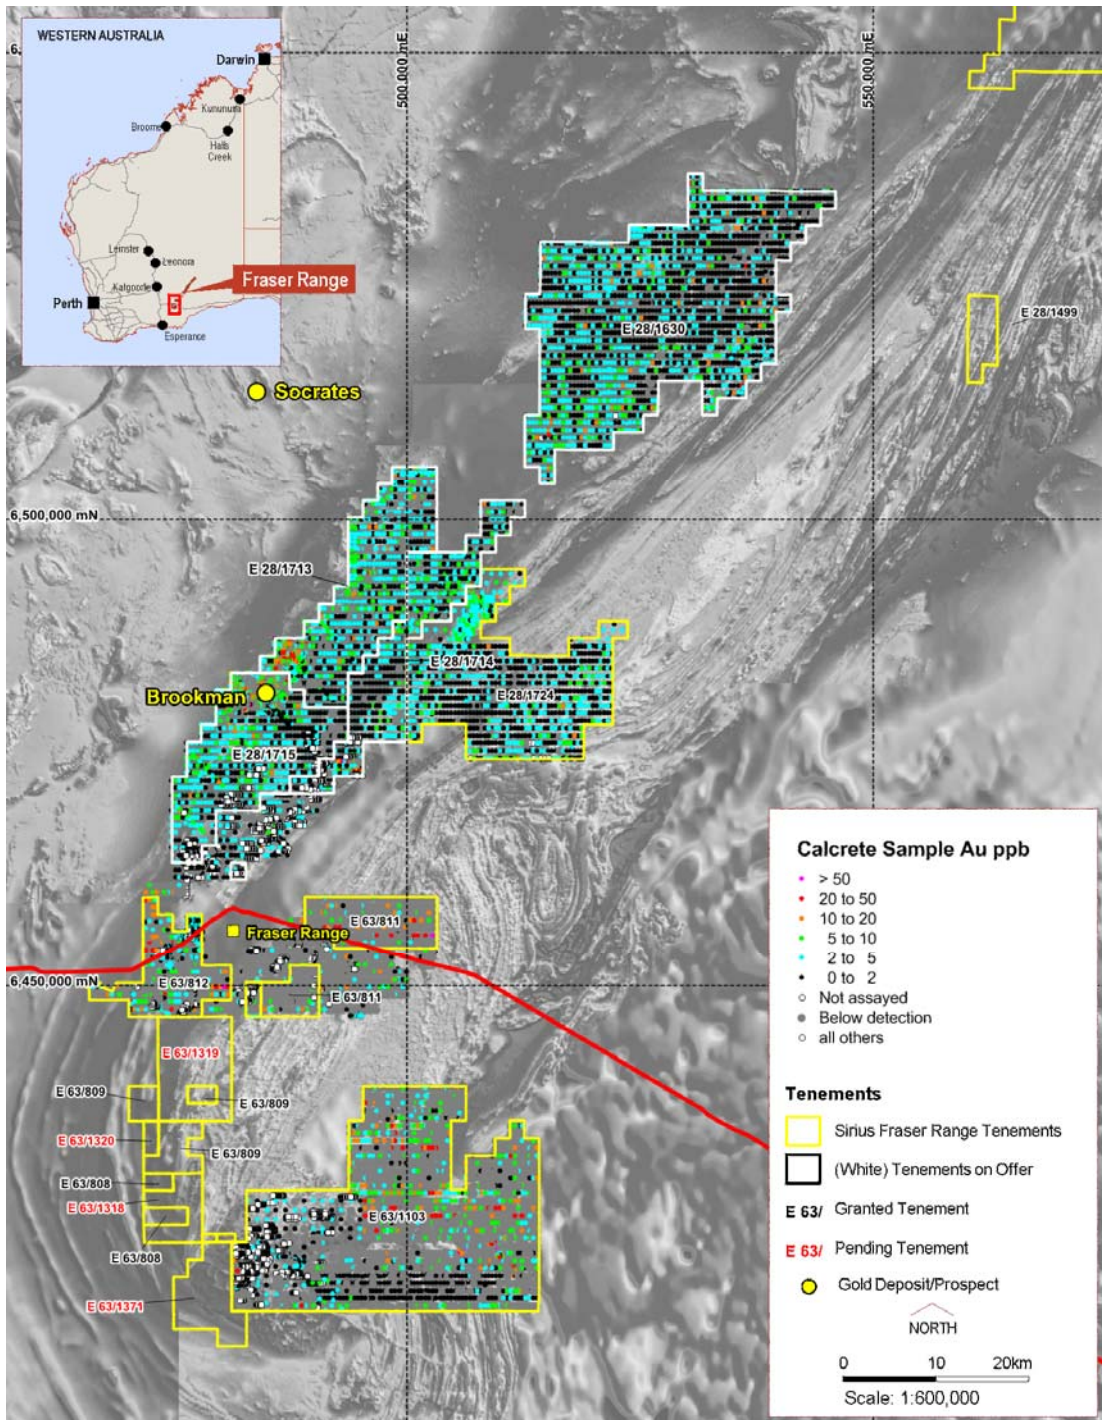 WESTERN AUSTRALIA
Darwin
Kununurra
Broome
Halls
Creek
Leinster
Leonora
Kalgoorlie
Perth
Esperance
Fraser Range
500,000 mE
550,000 mE
E 28/1630
E 28/1499
Socrates
6,500,000 mN
E 28/1713
E 28/1714
Brookman
E 28/1724
E 28/1715
E 63/811
Fraser Range
6,450,000 mN
E 63/812
E 63/811
E 63/1319
E 63/809
E 63/809
E 63/1320
E 63/809
E 63/808
E 63/1318
E 63/1103
E 63/808
E 63/1371
Calcrete Sample Au ppb
> 50
20 to 50
10 to 20
5 to 10
2 to 5
0 to 2
Not assayed
Below detection
all others
Tenements
Sirius Fraser Range Tenements
(White) Tenements on Offer
E 63/ Granted Tenement
E 63/ Pending Tenement
Gold Deposit/Prospect
NORTH
0 10 20km
Scale: 1:600,000